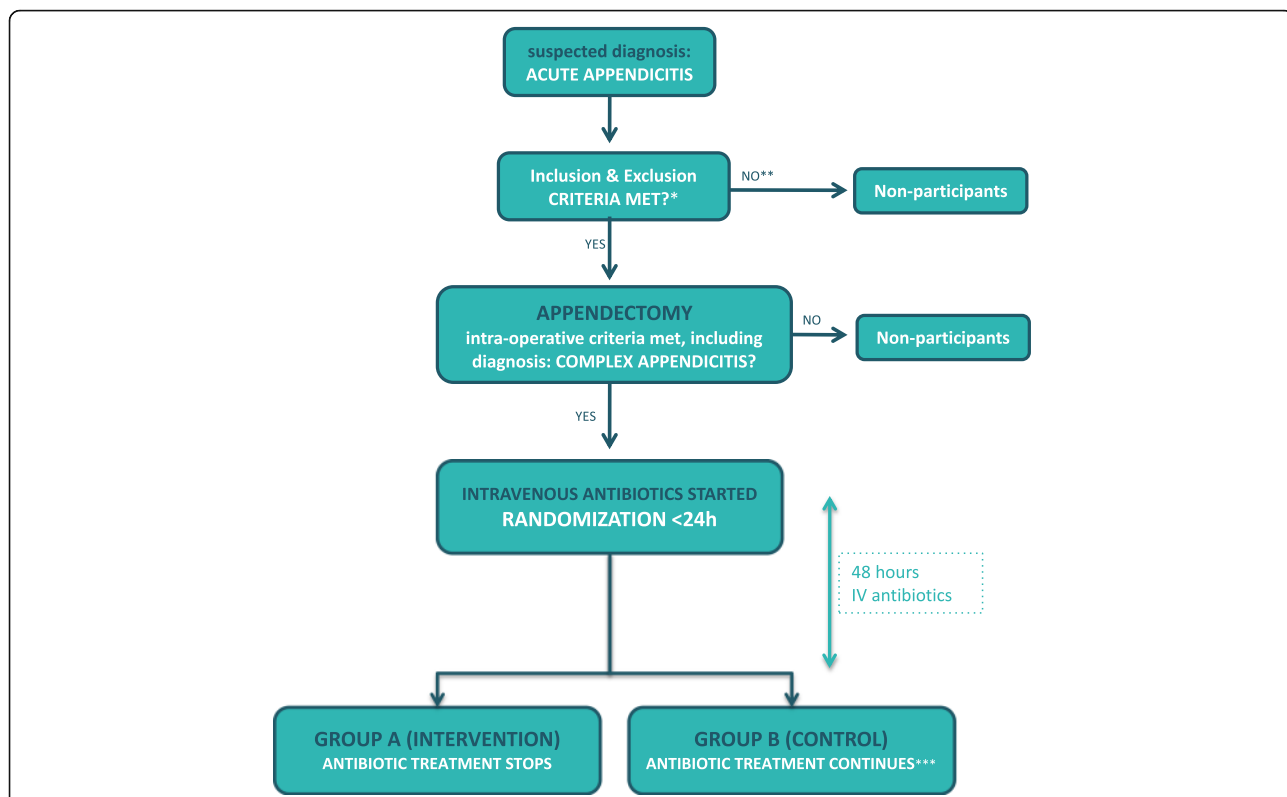 suspected diagnosis:
ACUTE APPENDICITIS
Inclusion & Exclusion
CRITERIA MET?*
NO**
Non-participants
YES
APPENDECTOMY
intra-operative criteria met, including
diagnosis: COMPLEX APPENDICITIS?
NO
Non-participants
YES
INTRAVENOUS ANTIBIOTICS STARTED
RANDOMIZATION <24h
48 hours
IV antibiotics
GROUP A (INTERVENTION)
ANTIBIOTIC TREATMENT STOPS
GROUP B (CONTROL)
ANTIBIOTIC TREATMENT CONTINUES***